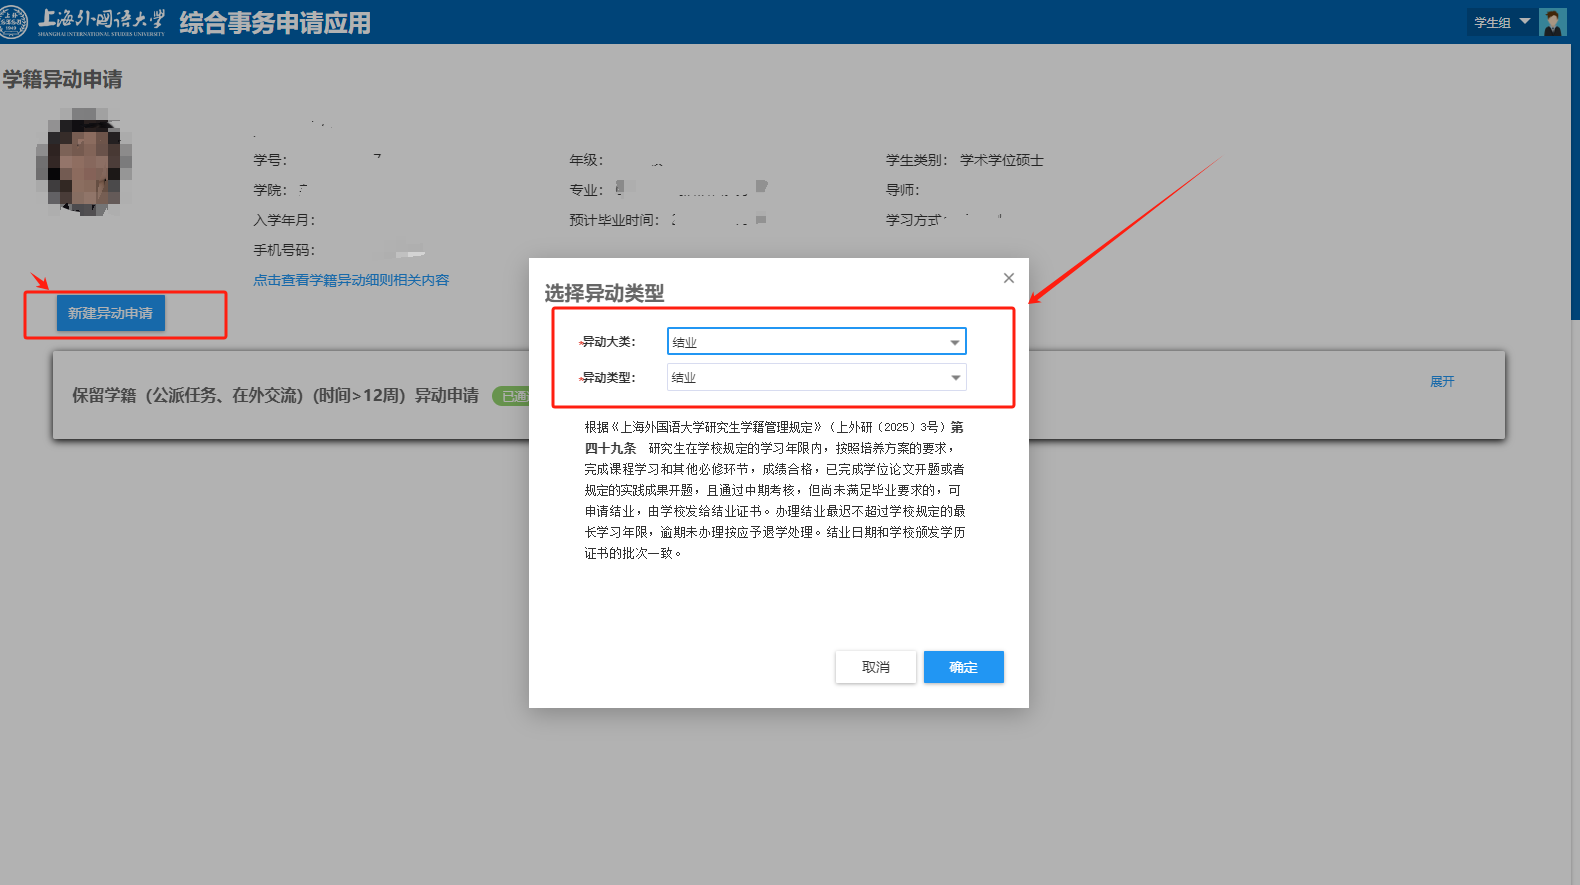 上海外国语大学
SHANGHAI INTERNATIONAL STUDIES UNIVERSITY
综合事务申请应用
学生组
学籍异动申请
学号：
年级：
学生类别： 学术学位硕士
学院：
专业：
导师：
入学年月：
预计毕业时间：
学习方式：
手机号码：
点击查看学籍异动细则相关内容
新建异动申请
保留学籍（公派任务、在外交流）(时间>12周）异动申请
已通
展开
选择异动类型
*异动大类： 结业
*异动类型： 结业
根据《上海外国语大学研究生学籍管理规定》（上外研〔2025〕3号）第
四十九条 研究生在学校规定的学习年限内，按照培养方案的要求，
完成课程学习和其他必修环节，成绩合格，已完成学位论文开题或者
规定的实践成果开题，且通过中期考核，但尚未满足毕业要求的，可
申请结业，由学校发给结业证书。办理结业最迟不超过学校规定的最
长学习年限，逾期未办理按应予退学处理。结业日期和学校颁发学历
证书的批次一致。
取消
确定